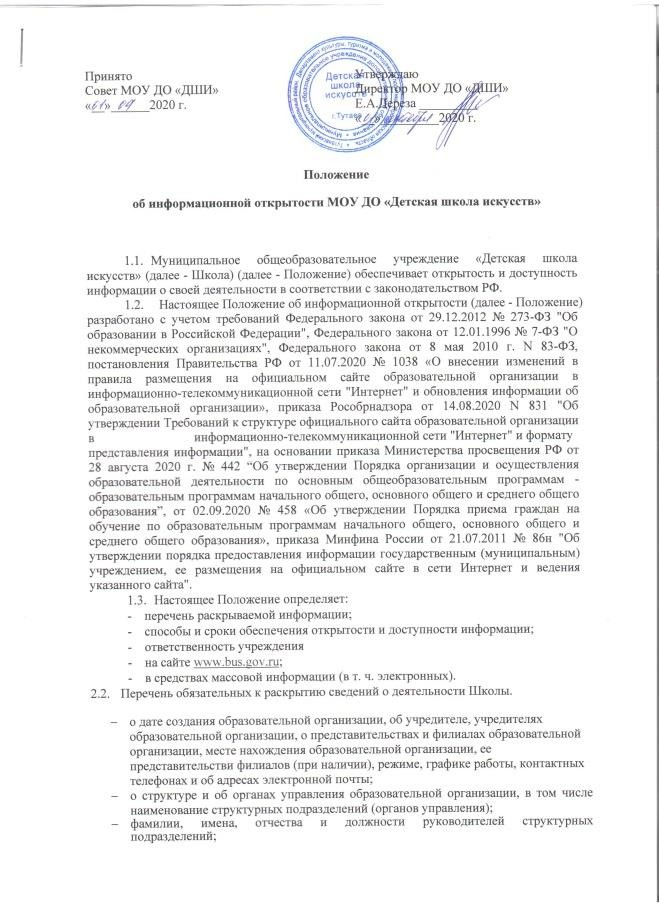 Принято
Совет МОУ ДО «ДШИ»
«01» 09 2020 г.
Утверждаю
Директор МОУ ДО «ДШИ»
Е.А.Дереза
2020 г.
Детская
школа
искусств
г.Тутаев
Положение
об информационной открытости МОУ ДО «Детская школа искусств»
1.1. Муниципальное общеобразовательное учреждение «Детская школа
искусств» (далее - Школа) (далее - Положение) обеспечивает открытость и доступность
информации о своей деятельности в соответствии с законодательством РФ.
1.2. Настоящее Положение об информационной открытости (далее - Положение)
разработано с учетом требований Федерального закона от 29.12.2012 № 273-ФЗ "Об
образовании в Российской Федерации", Федерального закона от 12.01.1996 № 7-ФЗ "О
некоммерческих организациях", Федерального закона от 8 мая 2010 г. N 83-ФЗ,
постановления Правительства РФ от 11.07.2020 № 1038 «О внесении изменений в
правила размещения на официальном сайте образовательной организации в
информационно-телекоммуникационной сети "Интернет" и обновления информации об
образовательной организации», приказа Рособрнадзора от 14.08.2020 N 831 "Об
утверждении Требований к структуре официального сайта образовательной организации
в информационно-телекоммуникационной сети "Интернет" и формату
представления информации", на основании приказа Министерства просвещения РФ от
28 августа 2020 г. № 442 “Об утверждении Порядка организации и осуществления
образовательной деятельности по основным общеобразовательным программам -
образовательным программам начального общего, основного общего и среднего общего
образования”, от 02.09.2020 № 458 «Об утверждении Порядка приема граждан на
обучение по образовательным программам начального общего, основного общего и
среднего общего образования», приказа Минфина России от 21.07.2011 № 86н "Об
утверждении порядка предоставления информации государственным (муниципальным)
учреждением, ее размещения на официальном сайте в сети Интернет и ведения
указанного сайта".
1.3. Настоящее Положение определяет:
- перечень раскрываемой информации;
- способы и сроки обеспечения открытости и доступности информации;
- ответственность учреждения
- на сайте www.bus.gov.ru;
- в средствах массовой информации (в т. ч. электронных).
2.2. Перечень обязательных к раскрытию сведений о деятельности Школы.
– о дате создания образовательной организации, об учредителе, учредителях
образовательной организации, о представительствах и филиалах образовательной
организации, месте нахождения образовательной организации, ее
представительстви филиалов (при наличии), режиме, графике работы, контактных
телефонах и об адресах электронной почты;
– о структуре и об органах управления образовательной организации, в том числе
наименование структурных подразделений (органов управления);
– фамилии, имена, отчества и должности руководителей структурных
подразделений;